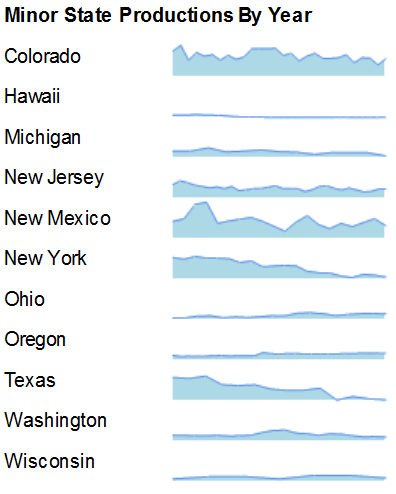 Minor State Productions By Year
Colorado
Hawaii
Michigan
New Jersey
New Mexico
New York
Ohio
Oregon
Texas
Washington
Wisconsin